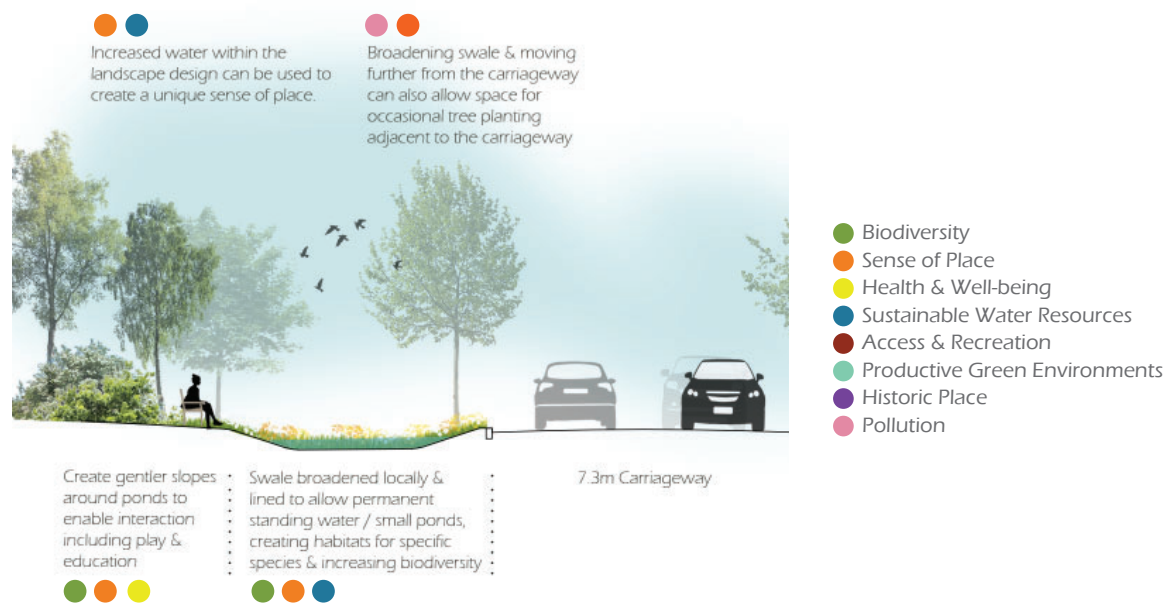 Increased water within the
landscape design can be used to
create a unique sense of place.
Broadening swale & moving
further from the carriageway
can also allow space for
occasional tree planting
adjacent to the carriageway
Biodiversity
Sense of Place
Health & Well-being
Sustainable Water Resources
Access & Recreation
Productive Green Environments
Historic Place
Pollution
Create gentler slopes
around ponds to
enable interaction
including play &
education
Swale broadened locally &
lined to allow permanent
standing water / small ponds,
creating habitats for specific
species & increasing biodiversity
7.3m Carriageway